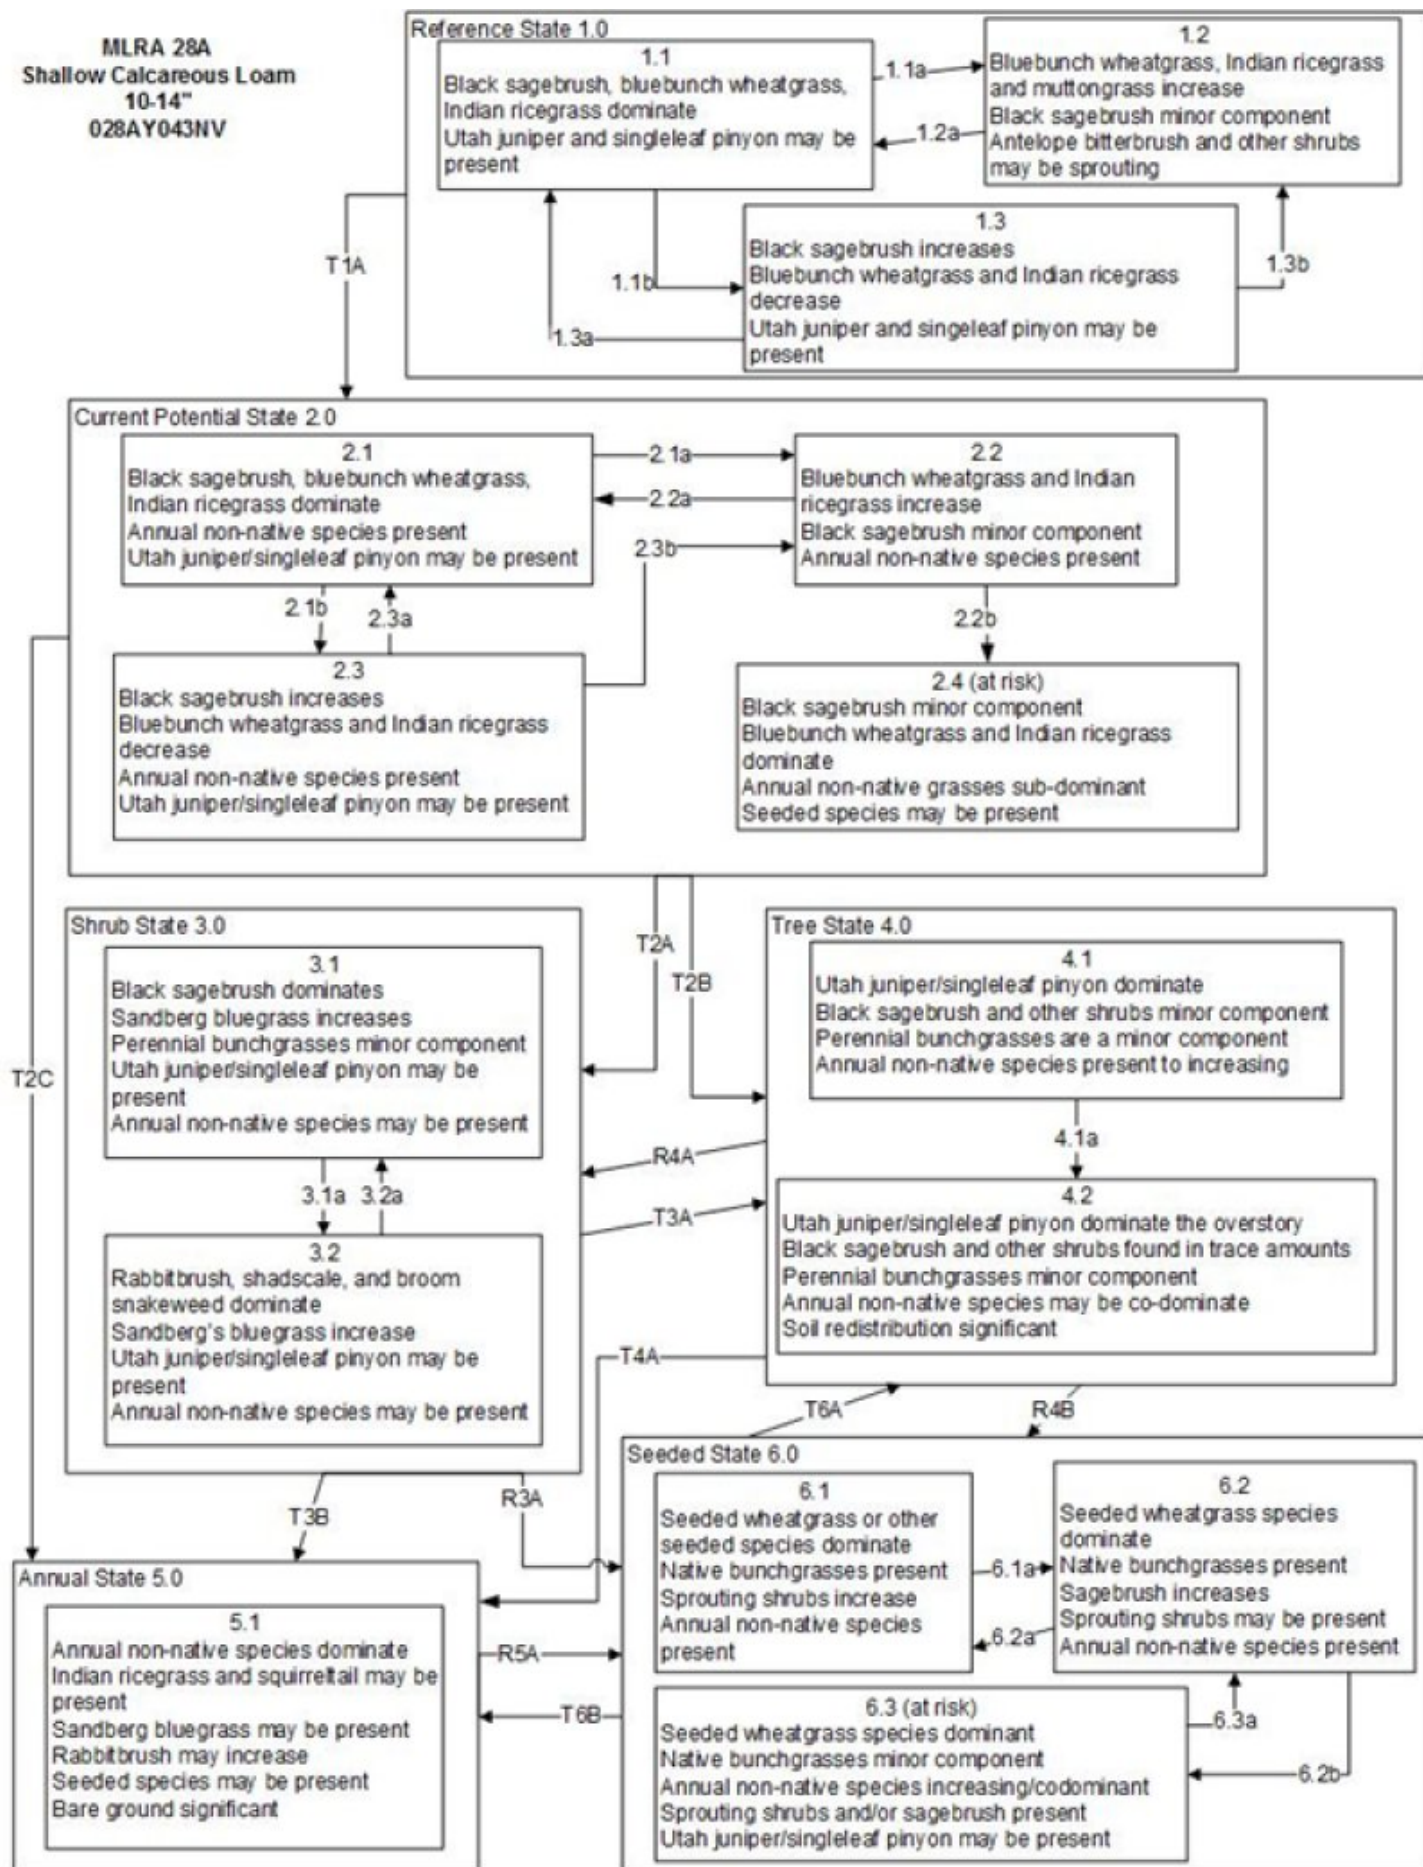 MLRA 28A
Shallow Calcareous Loam
10-14"
028AY043NV
Reference State 1.0
1.1
Black sagebrush, bluebunch wheatgrass,
Indian ricegrass dominate
Utah juniper and singleleaf pinyon may be
present
1.1a
1.2a
1.2
Bluebunch wheatgrass, Indian ricegrass
and muttongrass increase
Black sagebrush minor component
Antelope bitterbrush and other shrubs
may be sprouting
1.3
Black sagebrush increases
Bluebunch wheatgrass and Indian ricegrass
decrease
Utah juniper and singeleaf pinyon may be
present
1.1b
1.3a
1.3b
T1A
Current Potential State 2.0
2.1
Black sagebrush, bluebunch wheatgrass,
Indian ricegrass dominate
Annual non-native species present
Utah juniper/singleleaf pinyon may be present
2.1a
2.2a
2.3b
2.2
Bluebunch wheatgrass and Indian
ricegrass increase
Black sagebrush minor component
Annual non-native species present
2.1b
2.3a
2.2b
2.3
Black sagebrush increases
Bluebunch wheatgrass and Indian ricegrass
decrease
Annual non-native species present
Utah juniper/singleleaf pinyon may be present
2.4 (at risk)
Black sagebrush minor component
Bluebunch wheatgrass and Indian ricegrass
dominate
Annual non-native grasses sub-dominant
Seeded species may be present
T2A
T2B
T2C
Shrub State 3.0
3.1
Black sagebrush dominates
Sandberg bluegrass increases
Perennial bunchgrasses minor component
Utah juniper/singleleaf pinyon may be
present
Annual non-native species may be present
3.1a
3.2a
3.2
Rabbitbrush, shadscale, and broom
snakeweed dominate
Sandberg's bluegrass increase
Utah juniper/singleleaf pinyon may be
present
Annual non-native species may be present
Tree State 4.0
4.1
Utah juniper/singleleaf pinyon dominate
Black sagebrush and other shrubs minor component
Perennial bunchgrasses are a minor component
Annual non-native species present to increasing
4.1a
4.2
Utah juniper/singleleaf pinyon dominate the overstory
Black sagebrush and other shrubs found in trace amounts
Perennial bunchgrasses minor component
Annual non-native species may be co-dominate
Soil redistribution significant
R4A
T3A
T4A
T6A
R4B
T3B
R3A
Annual State 5.0
5.1
Annual non-native species dominate
Indian ricegrass and squirreltail may be
present
Sandberg bluegrass may be present
Rabbitbrush may increase
Seeded species may be present
Bare ground significant
R5A
T6B
Seeded State 6.0
6.1
Seeded wheatgrass or other
seeded species dominate
Native bunchgrasses present
Sprouting shrubs increase
Annual non-native species
present
6.1a
6.2a
6.2
Seeded wheatgrass species
dominate
Native bunchgrasses present
Sagebrush increases
Sprouting shrubs may be present
Annual non-native species present
6.3 (at risk)
Seeded wheatgrass species dominant
Native bunchgrasses minor component
Annual non-native species increasing/codominant
Sprouting shrubs and/or sagebrush present
Utah juniper/singleleaf pinyon may be present
6.3a
6.2b